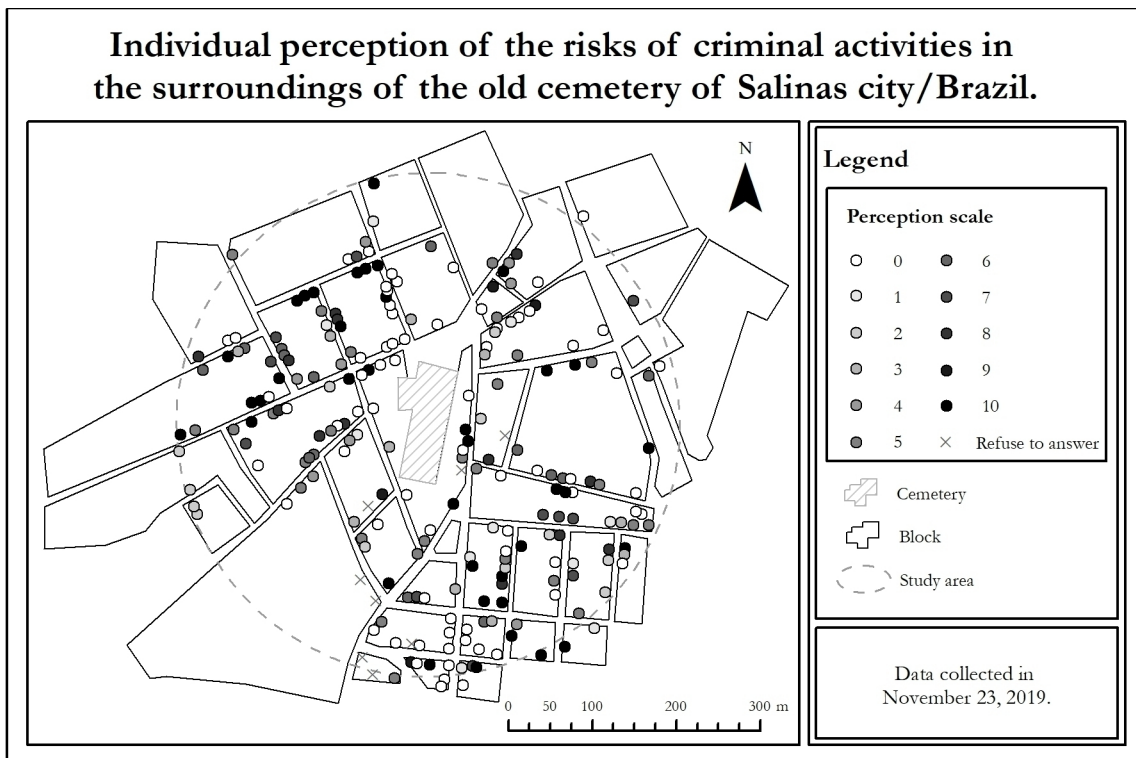 Individual perception of the risks of criminal activities in
the surroundings of the old cemetery of Salinas city/Brazil.
N
0 50 100 200 300 m
Legend
Perception scale
0 6
1 7
2 8
3 9
4 10
5 Refuse to answer
Cemetery
Block
Study area
Data collected in
November 23, 2019.